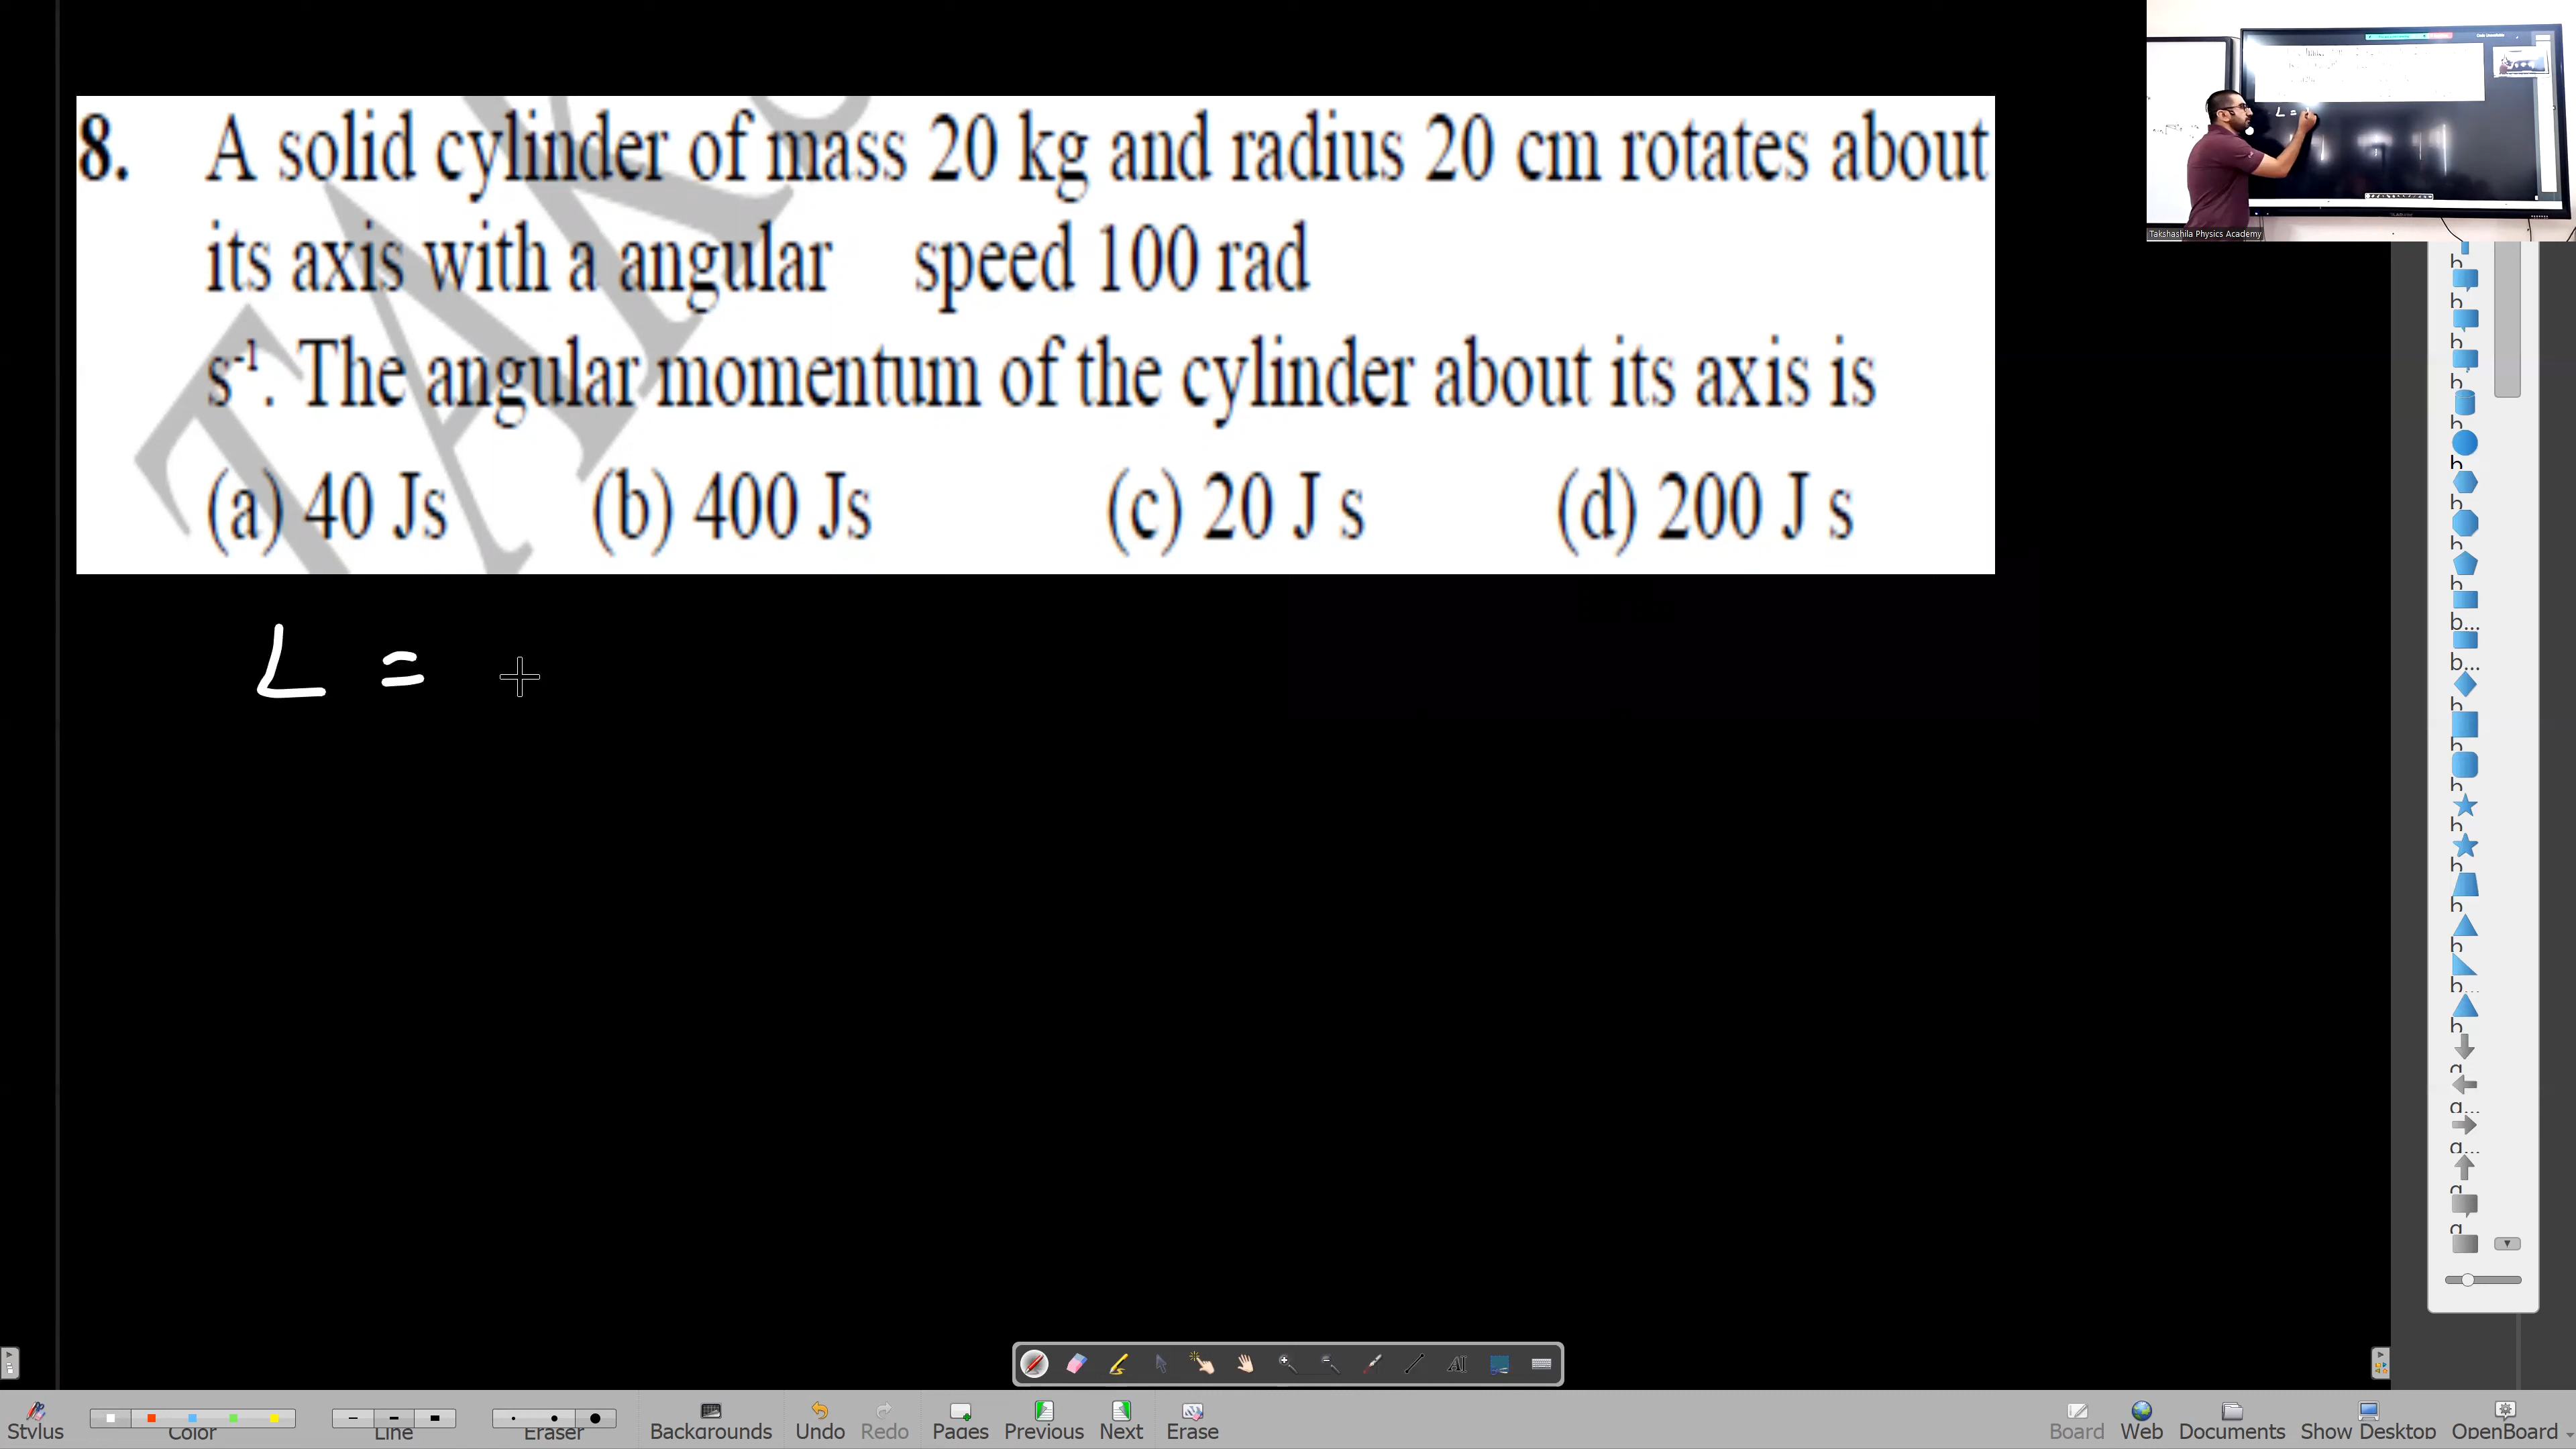 8. A solid cylinder of mass 20 kg and radius 20 cm rotates about
its axis with a angular speed 100 rad
s⁻¹. The angular momentum of the cylinder about its axis is
(a) 40 Js (b) 400 Js (c) 20 J s (d) 200 J s
L =
TAK
Takshashila Physics Academy
b
b
b
b
b
b
b
b
b
b...
b...
b
b
b
b
b
b
b
b...
b
g
g...
g...
g
g
Stylus Color Line Eraser Backgrounds Undo Redo Pages Previous Next Erase Board Web Documents Show Desktop OpenBoard